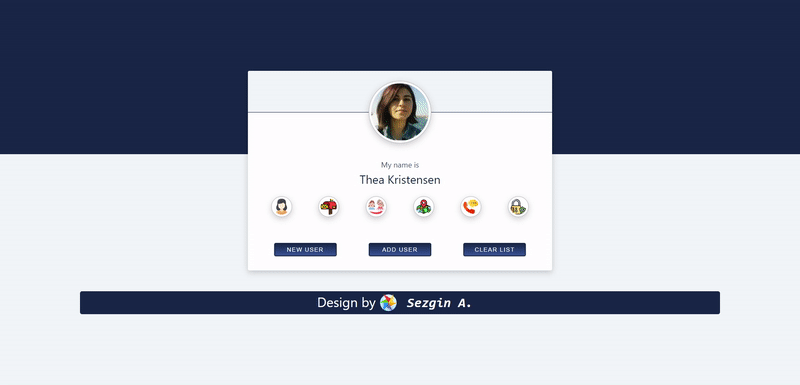 My name is
Thea Kristensen
NEW USER
ADD USER
CLEAR LIST
Design by Sezgin A.